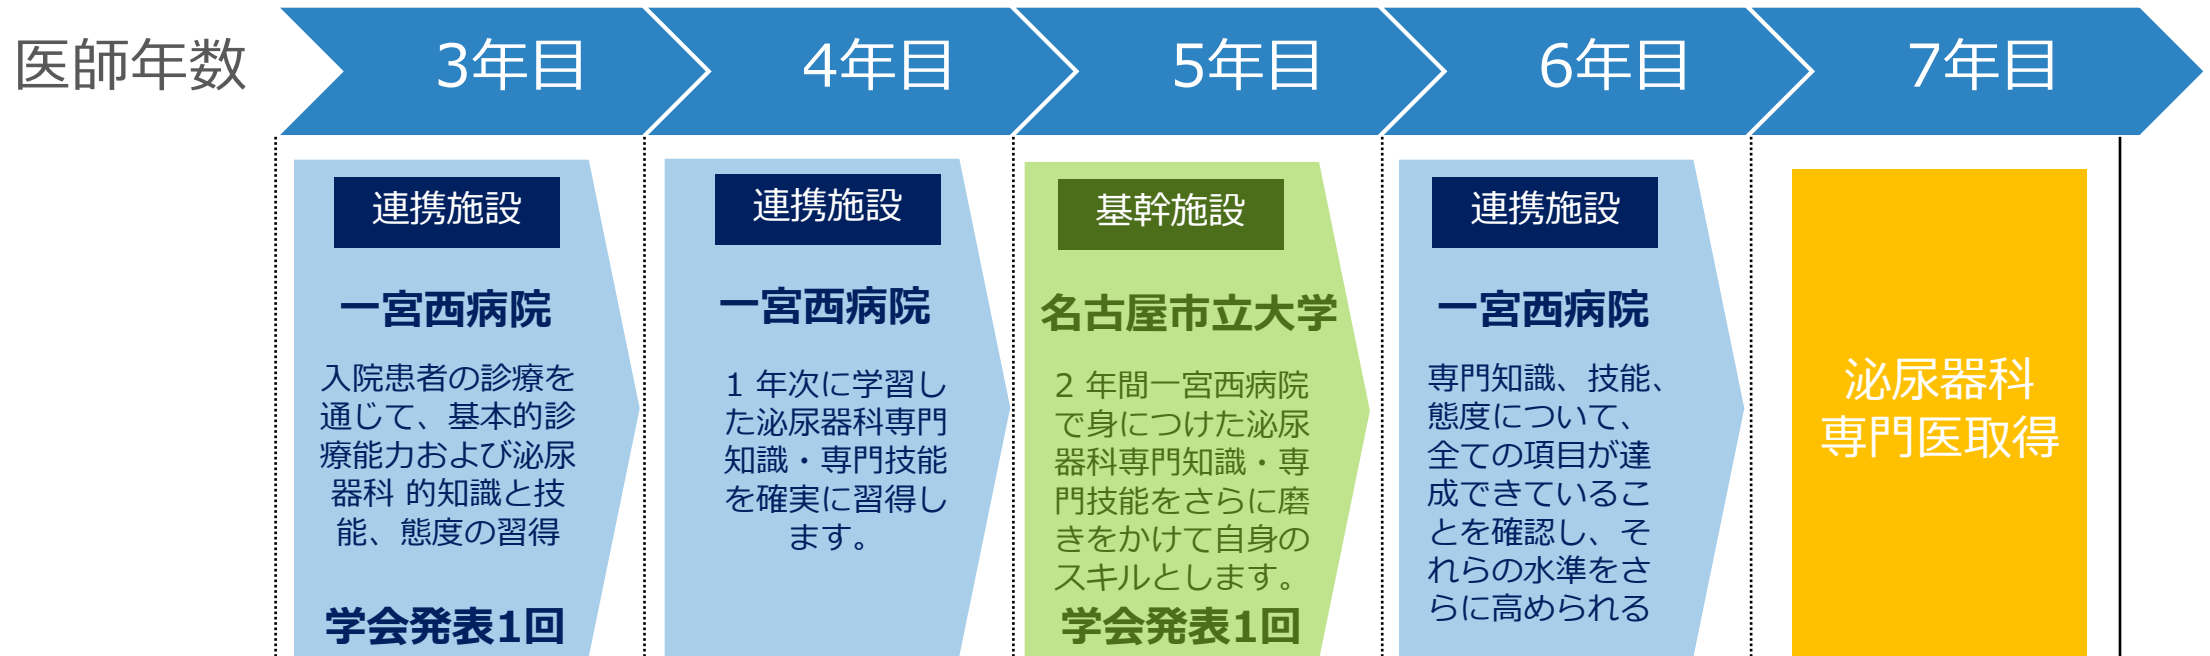 医師年数
3年目
4年目
5年目
6年目
7年目
連携施設
一宮西病院
入院患者の診療を
通じて、基本的診
療能力および泌尿
器科 的知識と技
能、態度の習得
学会発表1回
連携施設
一宮西病院
1 年次に学習し
た泌尿器科専門
知識・専門技能
を確実に習得し
ます。
基幹施設
名古屋市立大学
2 年間一宮西病院
で身につけた泌尿
器科専門知識・専
門技能をさらに磨
きをかけて自身の
スキルとします。
学会発表1回
連携施設
一宮西病院
専門知識、技能、
態度について、
全ての項目が達
成できているこ
とを確認し、そ
れらの水準をさ
らに高められる
泌尿器科
専門医取得